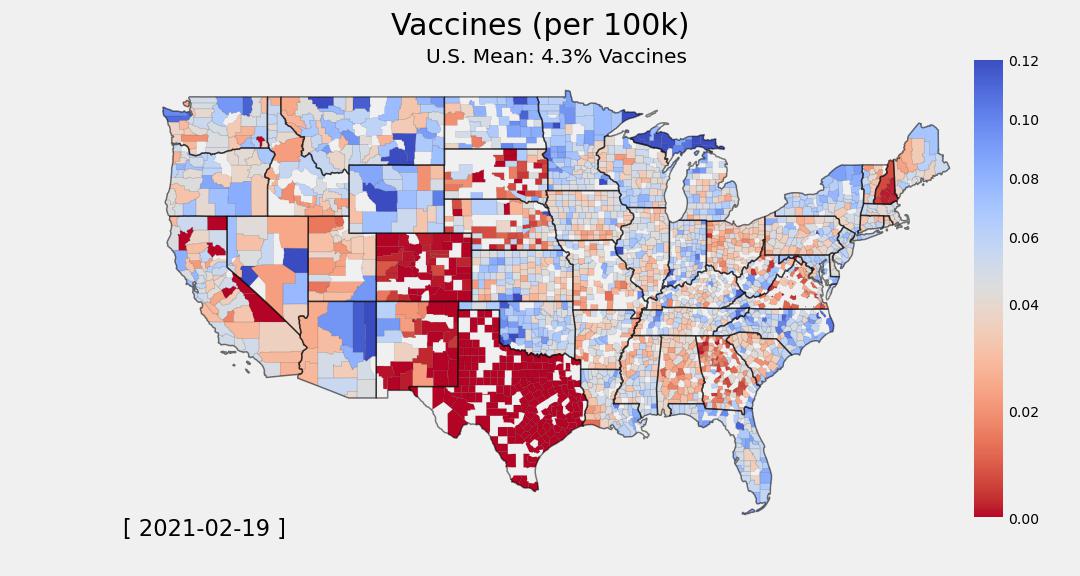 Vaccines (per 100k)
U.S. Mean: 4.3% Vaccines
0.12
0.10
0.08
0.06
0.04
0.02
0.00
[ 2021-02-19 ]